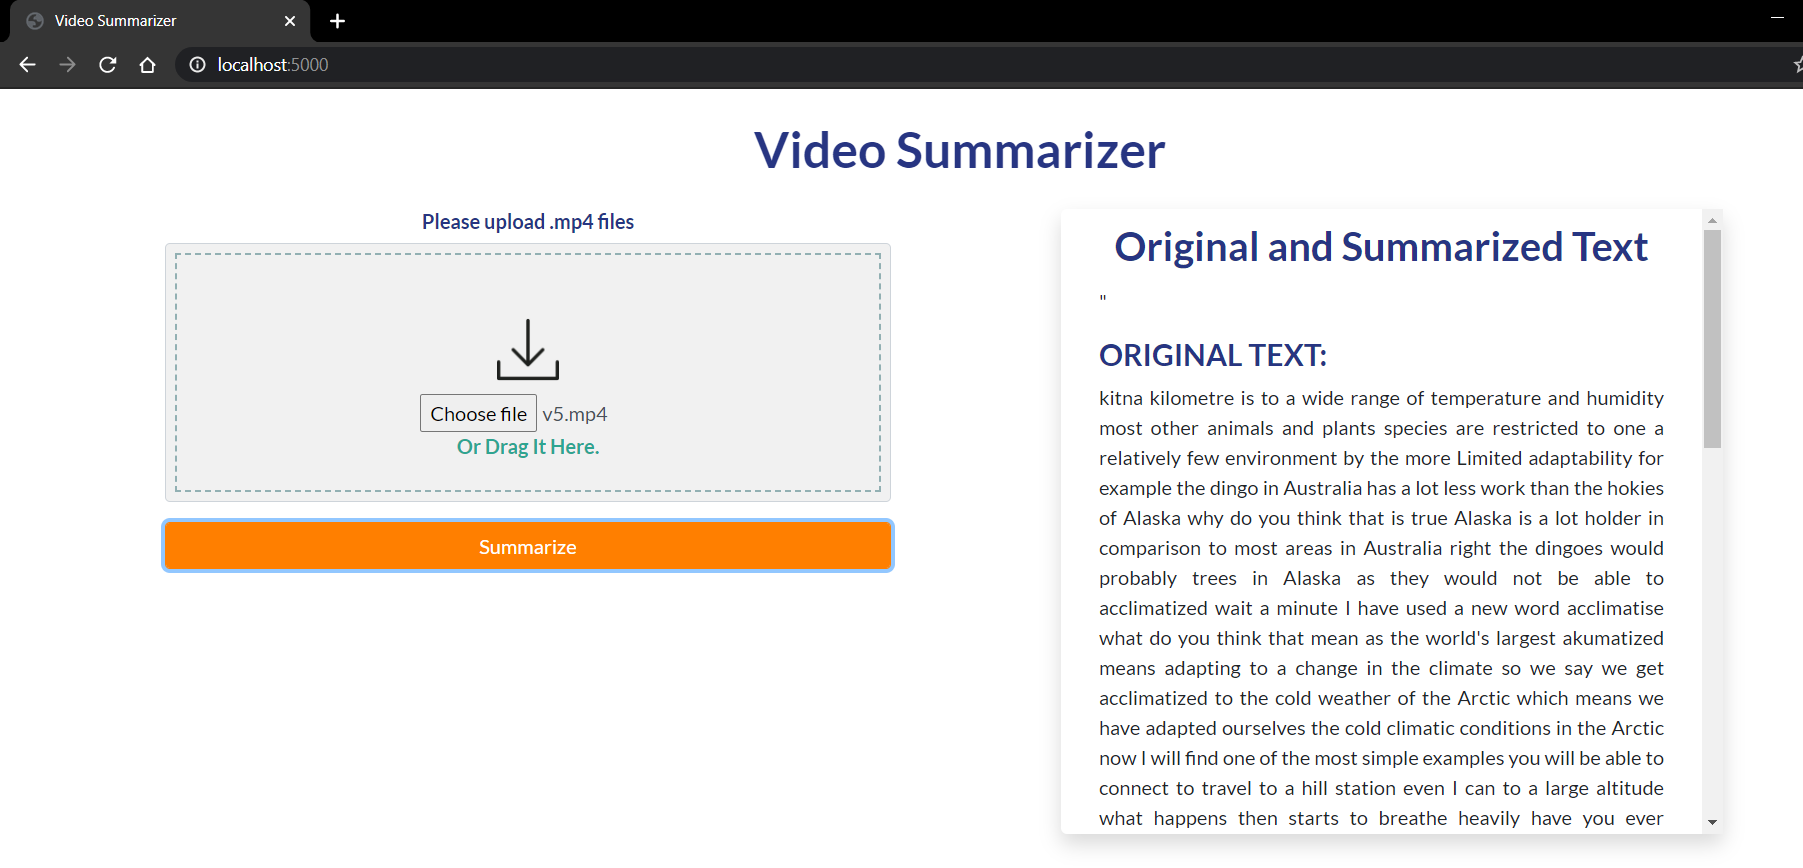 Video Summarizer
localhost:5000
Video Summarizer
Please upload .mp4 files
Choose file v5.mp4
Or Drag It Here.
Summarize
Original and Summarized Text
"
ORIGINAL TEXT:
kitna kilometre is to a wide range of temperature and humidity
most other animals and plants species are restricted to one a
relatively few environment by the more Limited adaptability for
example the dingo in Australia has a lot less work than the hokies
of Alaska why do you think that is true Alaska is a lot holder in
comparison to most areas in Australia right the dingoes would
probably trees in Alaska as they would not be able to
acclimatized wait a minute I have used a new word acclimatise
what do you think that mean as the world's largest akumatized
means adapting to a change in the climate so we say we get
acclimatized to the cold weather of the Arctic which means we
have adapted ourselves the cold climatic conditions in the Arctic
now I will find one of the most simple examples you will be able to
connect to travel to a hill station even I can to a large altitude
what happens then starts to breathe heavily have you ever